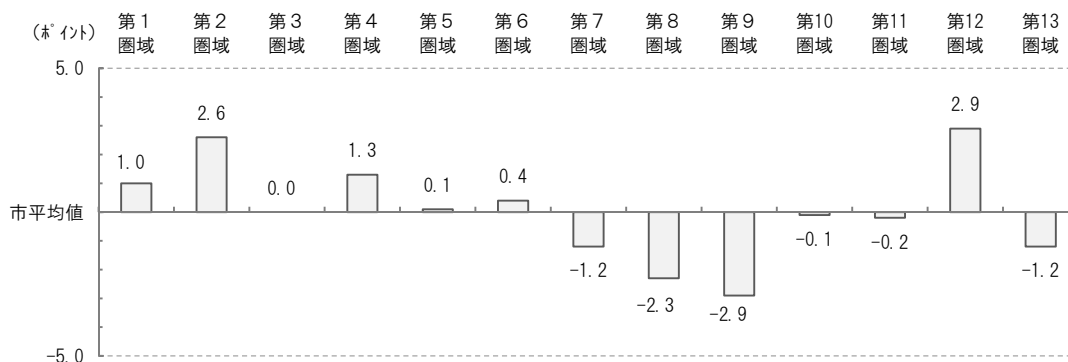 (ﾎﾟｲﾝﾄ)
第１圏域
第２圏域
第３圏域
第４圏域
第５圏域
第６圏域
第７圏域
第８圏域
第９圏域
第10圏域
第11圏域
第12圏域
第13圏域
5.0
市平均値
-5.0
1.0
2.6
0.0
1.3
0.1
0.4
-1.2
-2.3
-2.9
-0.1
-0.2
2.9
-1.2